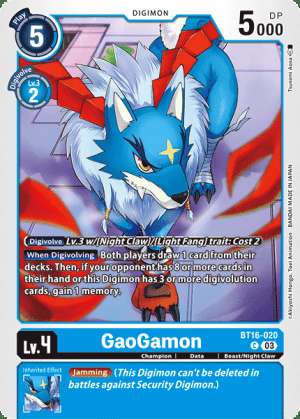 DIGIMON
Play
5
5000 DP
Digivolve
Lv.3
2
Digivolve Lv.3 w/[Night Claw]/[Light Fang] trait: Cost 2
When Digivolving Both players draw 1 card from their
decks. Then, if your opponent has 8 or more cards in
their hand or this Digimon has 3 or more digivolution
cards, gain 1 memory.
BT16-020
Lv.4
GaoGamon
C 03
Champion Data Beast/Night Claw
Inherited Effect
Jamming (This Digimon can't be deleted in
battles against Security Digimon.)